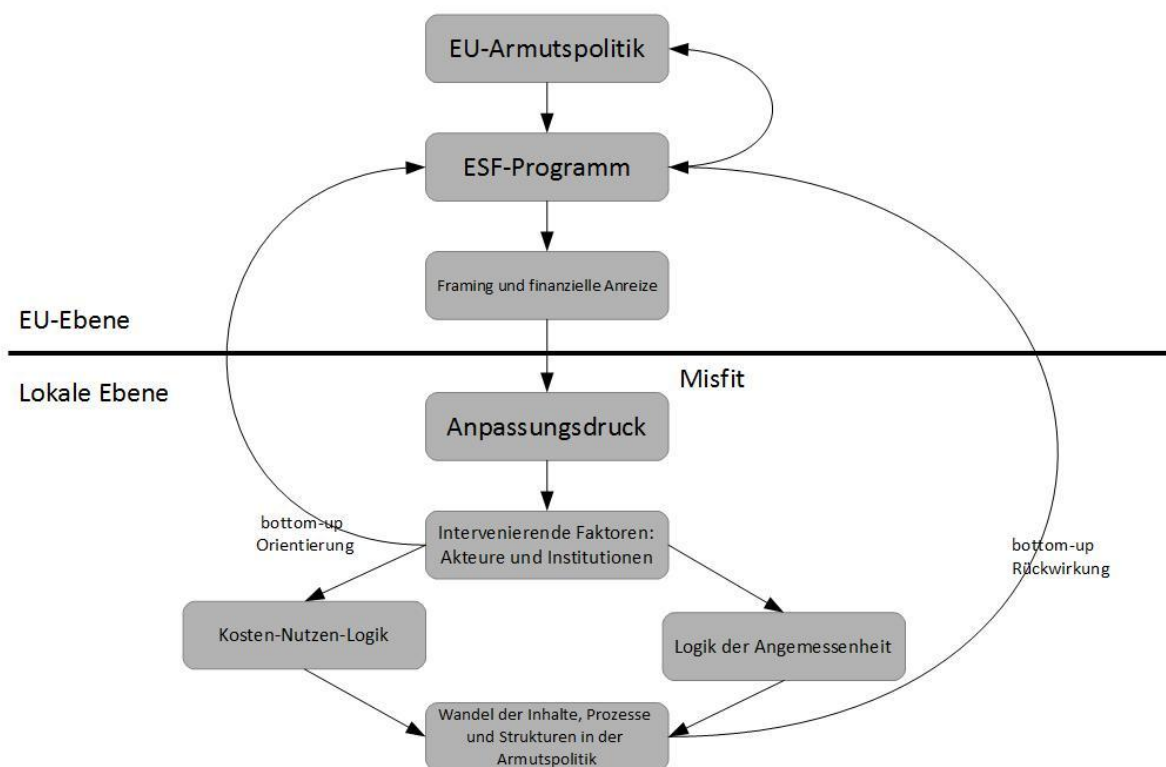 EU-Armutspolitik
ESF-Programm
Framing und finanzielle Anreize
EU-Ebene
Misfit
Lokale Ebene
Anpassungsdruck
bottom-up
Orientierung
Intervenierende Faktoren:
Akteure und Institutionen
bottom-up
Rückwirkung
Kosten-Nutzen-Logik
Logik der Angemessenheit
Wandel der Inhalte, Prozesse
und Strukturen in der
Armutspolitik